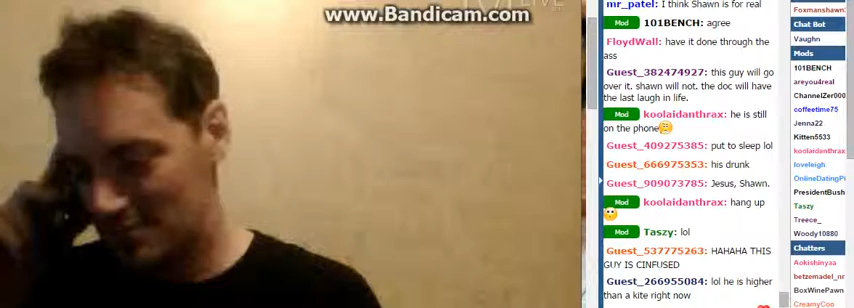 www.Bandicam.com
LIVE
mr_patel: I think Shawn is for real
Mod 101BENCH: agree
FloydWall: have it done through the
ass
Guest_382474927: this guy will go
over it. shawn will not. the doc will have
the last laugh in life.
Mod koolaidanthrax: he is still
on the phone
Guest_409275385: put to sleep lol
Guest_666975353: his drunk
Guest_909073785: Jesus, Shawn.
Mod koolaidanthrax: hang up
Mod Taszy: lol
Guest_537775263: HAHAHA THIS
GUY IS CINFUSED
Guest_266955084: lol he is higher
than a kite right now
Foxmanshawn
Chat Bot
Vaughn
Mods
101BENCH
areyou4real
ChannelZer000
coffeetime75
Jenna22
Kitten5533
koolaidanthrax
loveleigh
OnlineDatingPi
PresidentBush
Taszy
Treece_
Woody10880
Chatters
Aokishinyaa
betzemadel_nr
BoxWinePawn
CreamyCoo